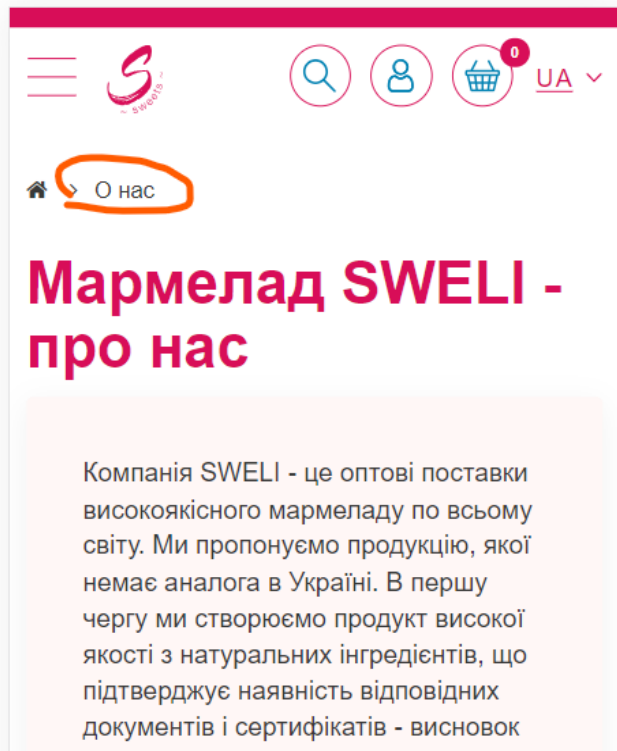 0
UA
~ sweets ~
> О нас
Мармелад SWELI -
про нас
Компанія SWELI - це оптові поставки
високоякісного мармеладу по всьому
світу. Ми пропонуємо продукцію, якої
немає аналога в Україні. В першу
чергу ми створюємо продукт високої
якості з натуральних інгредієнтів, що
підтверджує наявність відповідних
документів і сертифікатів - висновок